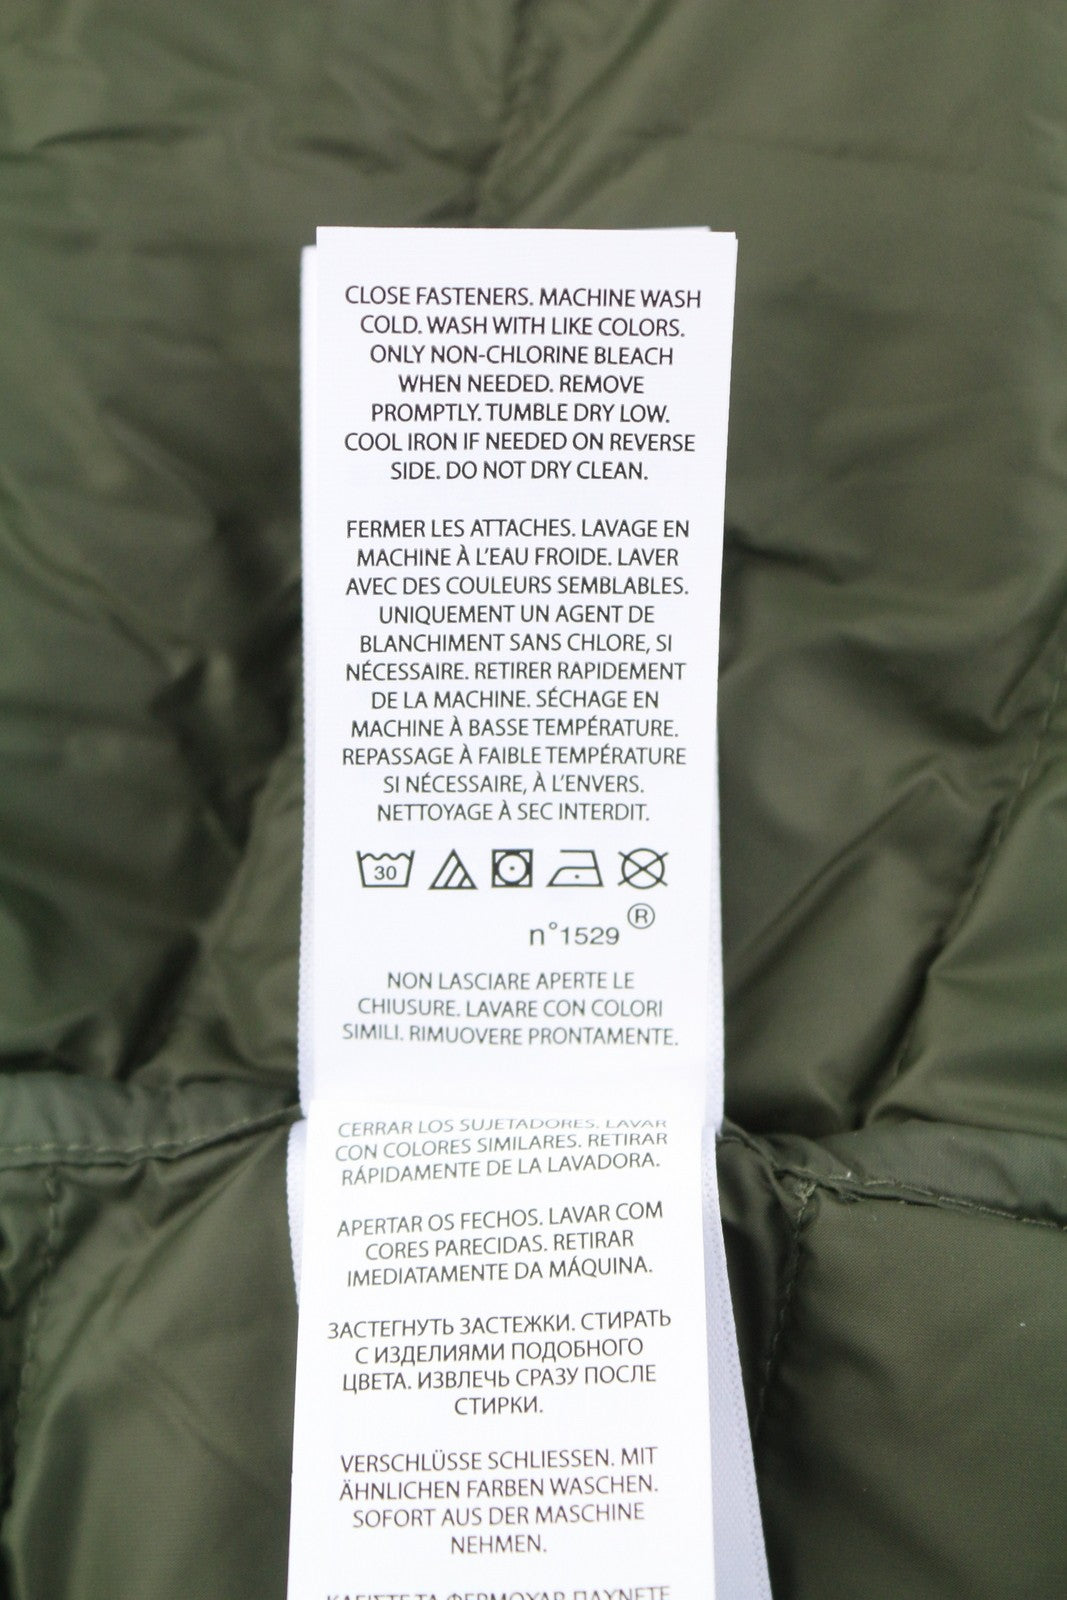 CLOSE FASTENERS. MACHINE WASH
COLD. WASH WITH LIKE COLORS.
ONLY NON-CHLORINE BLEACH
WHEN NEEDED. REMOVE
PROMPTLY. TUMBLE DRY LOW.
COOL IRON IF NEEDED ON REVERSE
SIDE. DO NOT DRY CLEAN.
FERMER LES ATTACHES. LAVAGE EN
MACHINE À L'EAU FROIDE. LAVER
AVEC DES COULEURS SEMBLABLES.
UNIQUEMENT UN AGENT DE
BLANCHIMENT SANS CHLORE, SI
NÉCESSAIRE. RETIRER RAPIDEMENT
DE LA MACHINE. SÉCHAGE EN
MACHINE À BASSE TEMPÉRATURE.
REPASSAGE À FAIBLE TEMPÉRATURE
SI NÉCESSAIRE, À L'ENVERS.
NETTOYAGE À SEC INTERDIT.
30
n°1529 ®
NON LASCIARE APERTE LE
CHIUSURE. LAVARE CON COLORI
SIMILI. RIMUOVERE PRONTAMENTE.
CERRAR LOS SUJETADORES. LAVAR
CON COLORES SIMILARES. RETIRAR
RÁPIDAMENTE DE LA LAVADORA.
APERTAR OS FECHOS. LAVAR COM
CORES PARECIDAS. RETIRAR
IMEDIATAMENTE DA MÁQUINA.
ЗАСТЕГНУТЬ ЗАСТЕЖКИ. СТИРАТЬ
С ИЗДЕЛИЯМИ ПОДОБНОГО
ЦВЕТА. ИЗВЛЕЧЬ СРАЗУ ПОСЛЕ
СТИРКИ.
VERSCHLÜSSE SCHLIESSEN. MIT
ÄHNLICHEN FARBEN WASCHEN.
SOFORT AUS DER MASCHINE
NEHMEN.
ΚΛΕΙΣΤΕ ΤΑ ΦΕΡΜΟΥΑΡ. ΠΛΥΝΕΤΕ